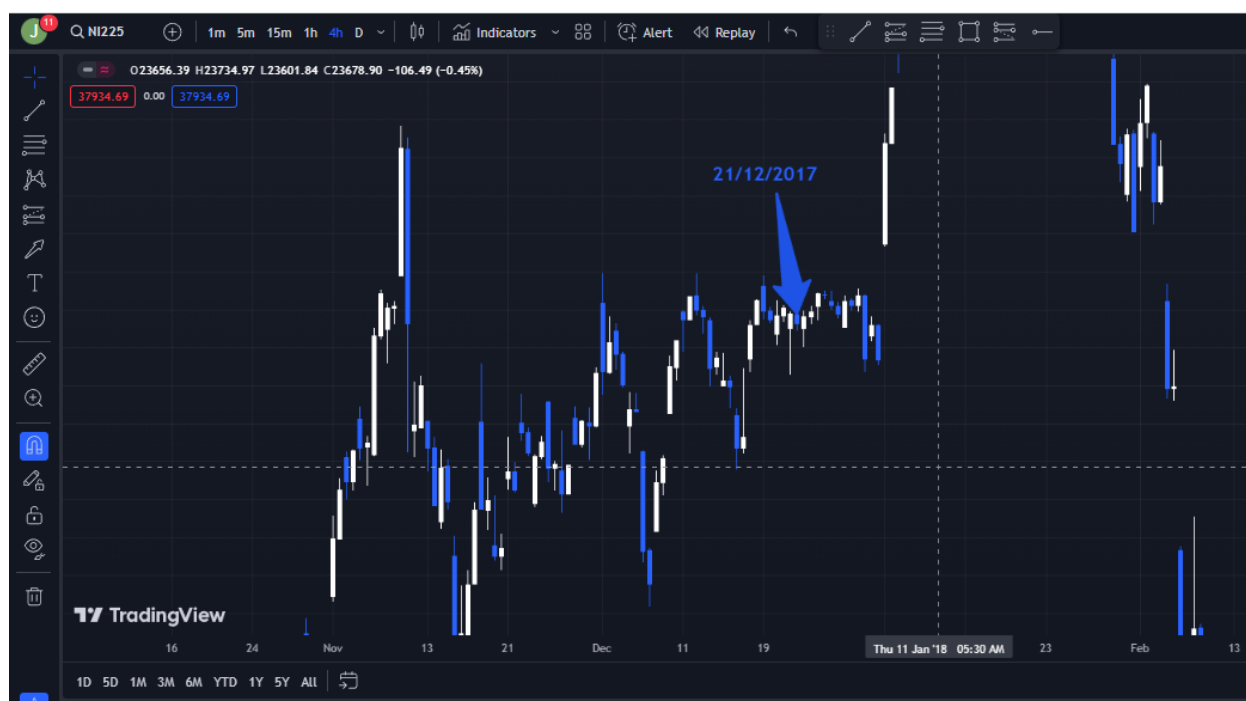 J 11 NI225 1m 5m 15m 1h 4h D Indicators Alert Replay
O23656.39 H23734.97 L23601.84 C23678.90 −106.49 (−0.45%)
37934.69 0.00 37934.69
21/12/2017
T
TradingView
16 24 Nov 13 21 Dec 11 19 Thu 11 Jan '18 05:30 AM 23 Feb 13
1D 5D 1M 3M 6M YTD 1Y 5Y All